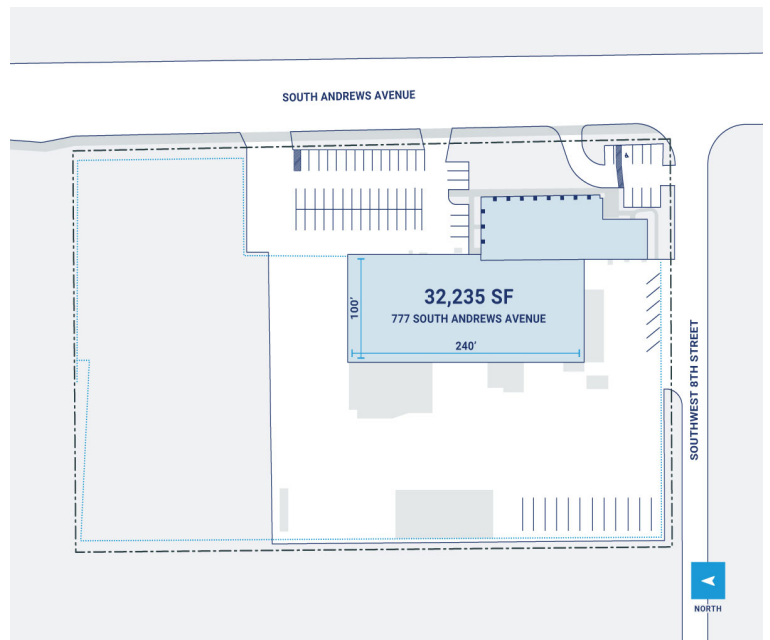 SOUTH ANDREWS AVENUE
32,235 SF
777 SOUTH ANDREWS AVENUE
100'
240'
SOUTHWEST 8TH STREET
NORTH